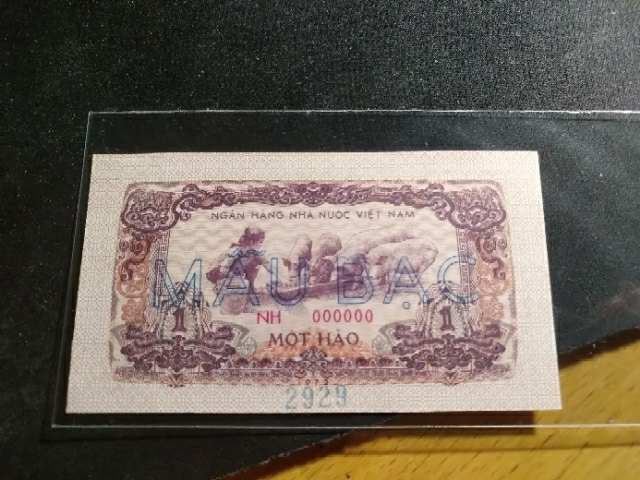 NGÂN HÀNG NHÀ NƯỚC VIỆT NAM
MẪU BẠC
NH 000000
1 1
MỘT HÀO
2929